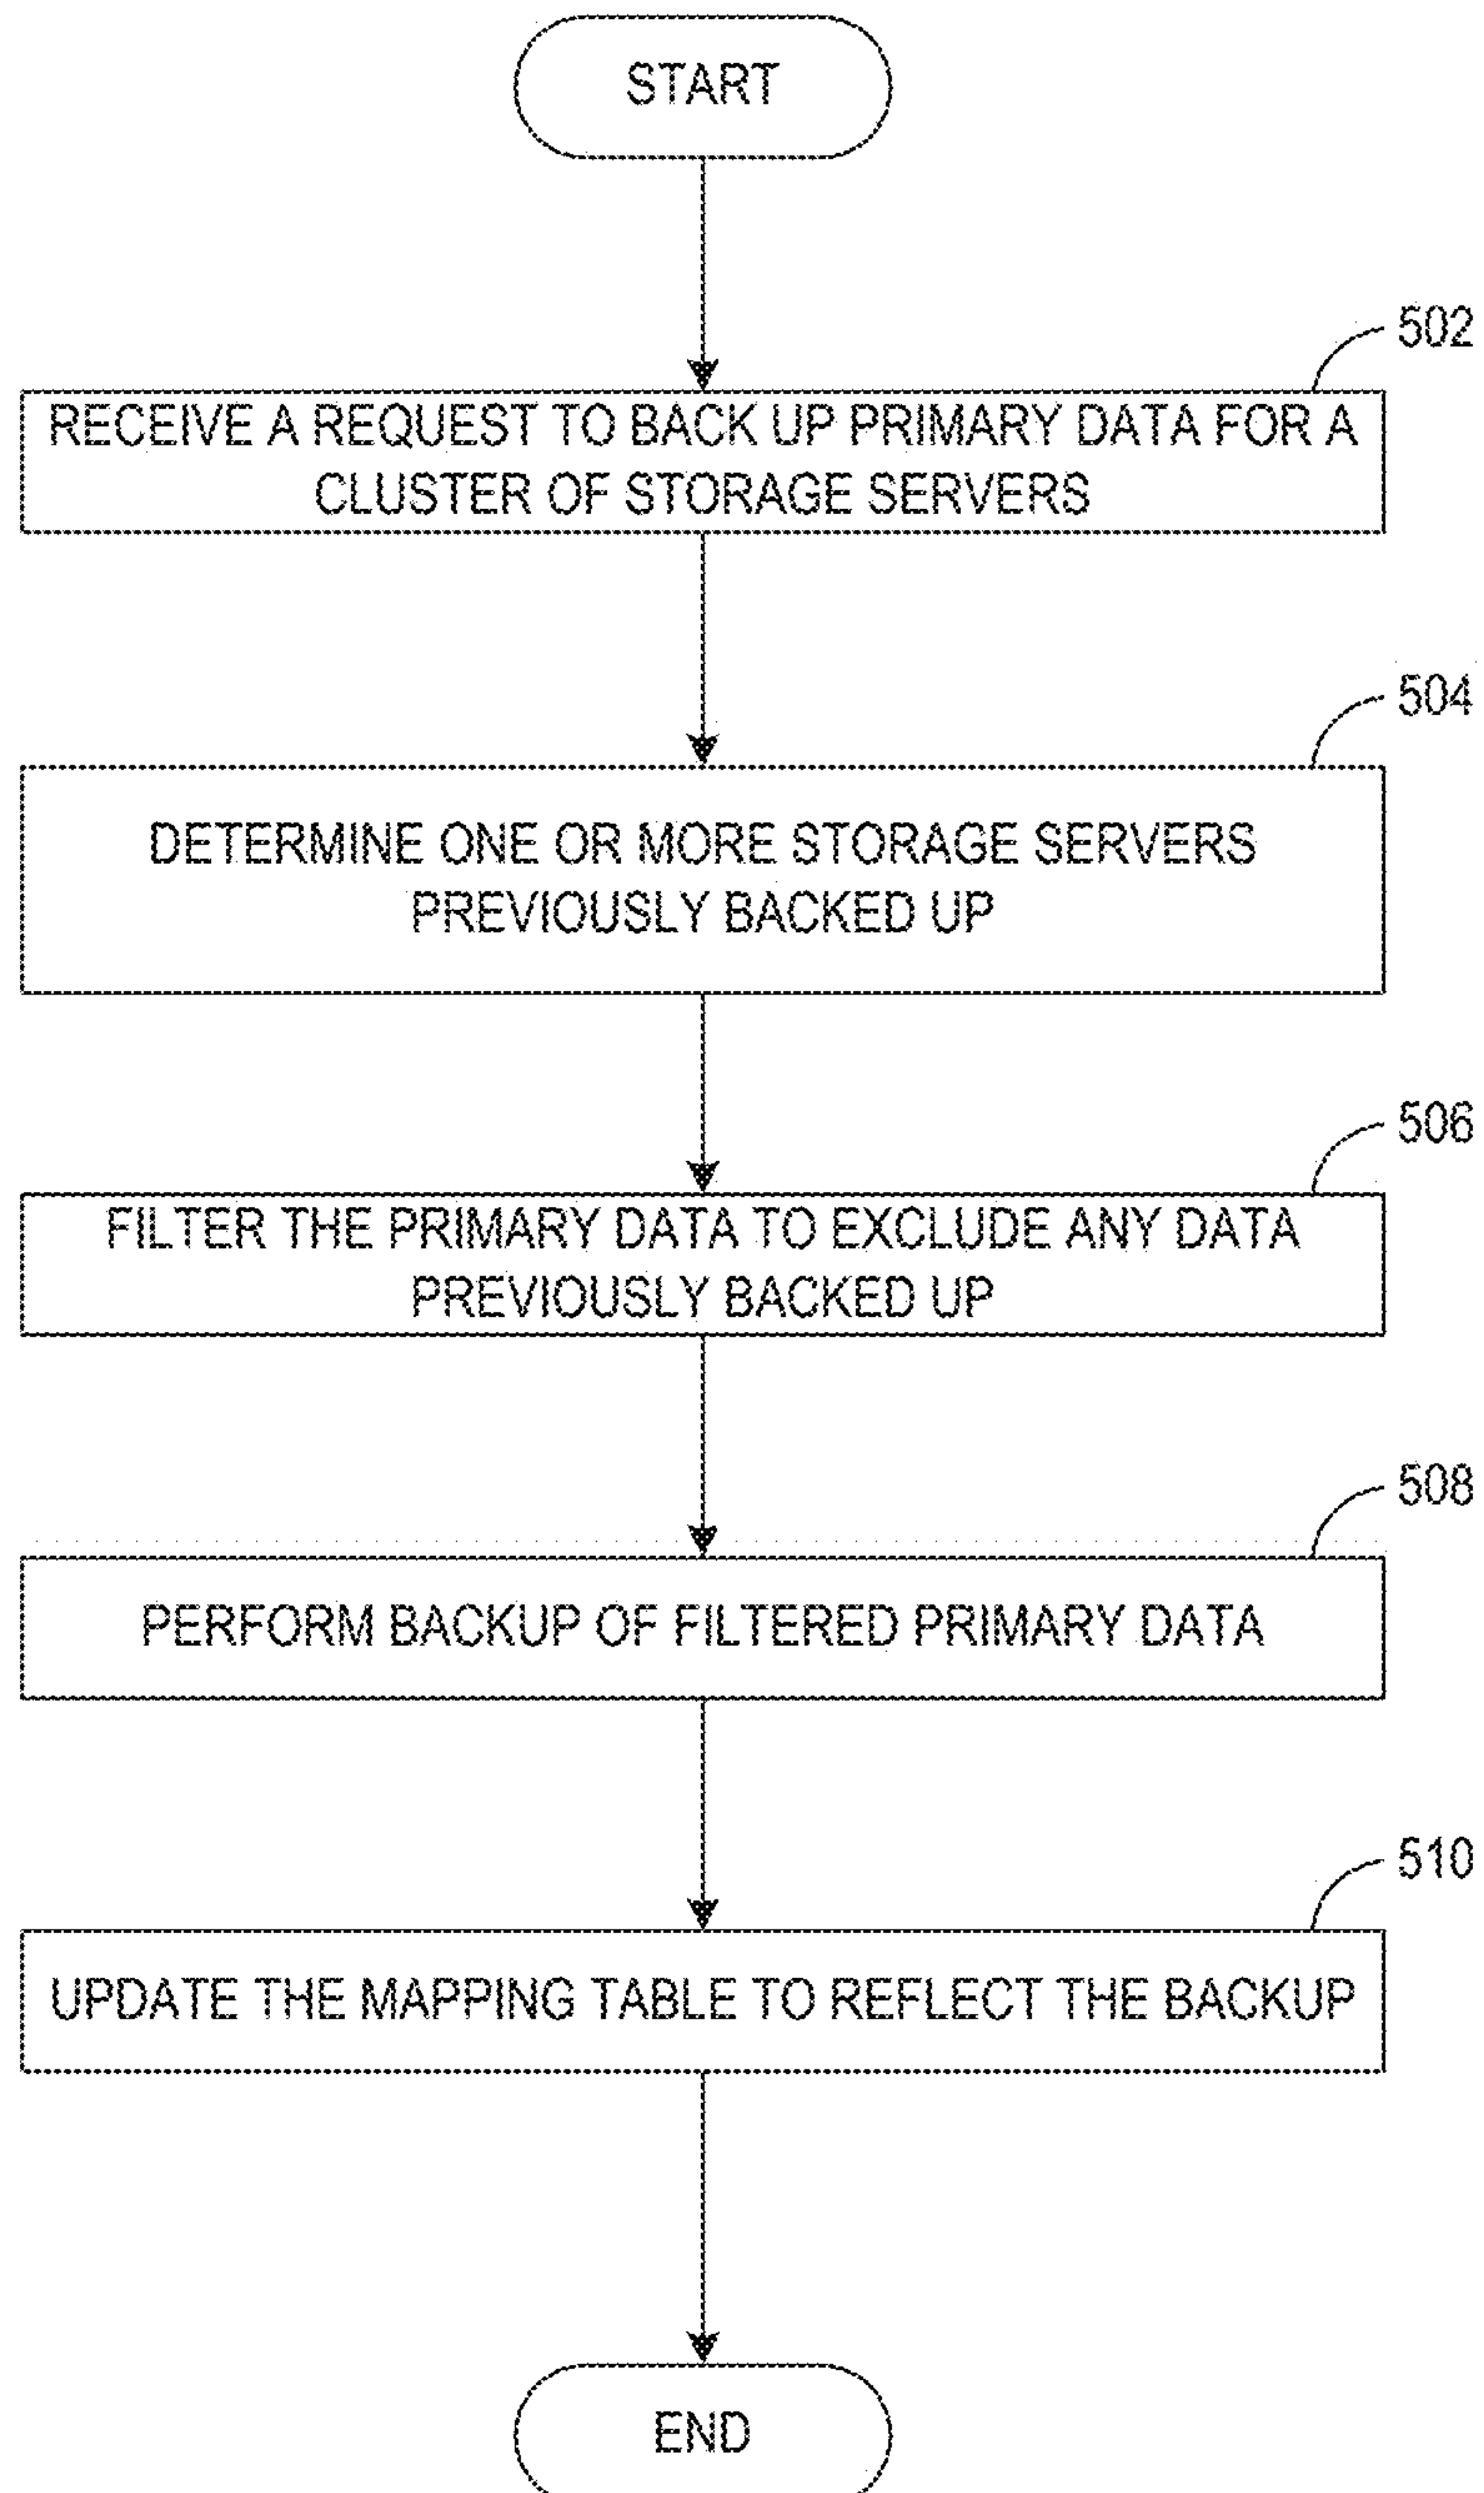 START
502
RECEIVE A REQUEST TO BACK UP PRIMARY DATA FOR A
CLUSTER OF STORAGE SERVERS
504
DETERMINE ONE OR MORE STORAGE SERVERS
PREVIOUSLY BACKED UP
506
FILTER THE PRIMARY DATA TO EXCLUDE ANY DATA
PREVIOUSLY BACKED UP
508
PERFORM BACKUP OF FILTERED PRIMARY DATA
510
UPDATE THE MAPPING TABLE TO REFLECT THE BACKUP
END